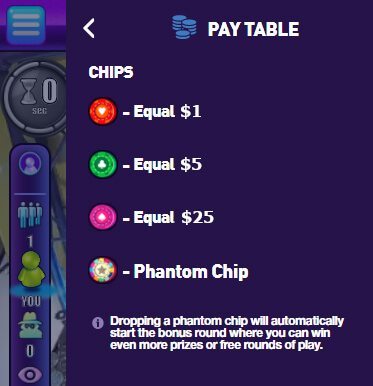 PAY TABLE
CHIPS
- Equal $1
- Equal $5
- Equal $25
- Phantom Chip
Dropping a phantom chip will automatically
start the bonus round where you can win
even more prizes or free rounds of play.
0
sec
1
YOU
0